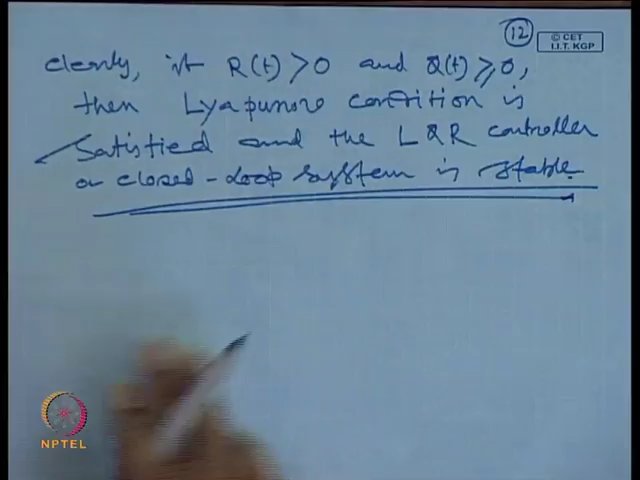 12
© CET
I.I.T. KGP
clearly, if R(t) > 0 and Q(t) ≥ 0,
then Lyapunov condition is
Satisfied and the LQR controller
or closed-loop system is stable.
NPTEL